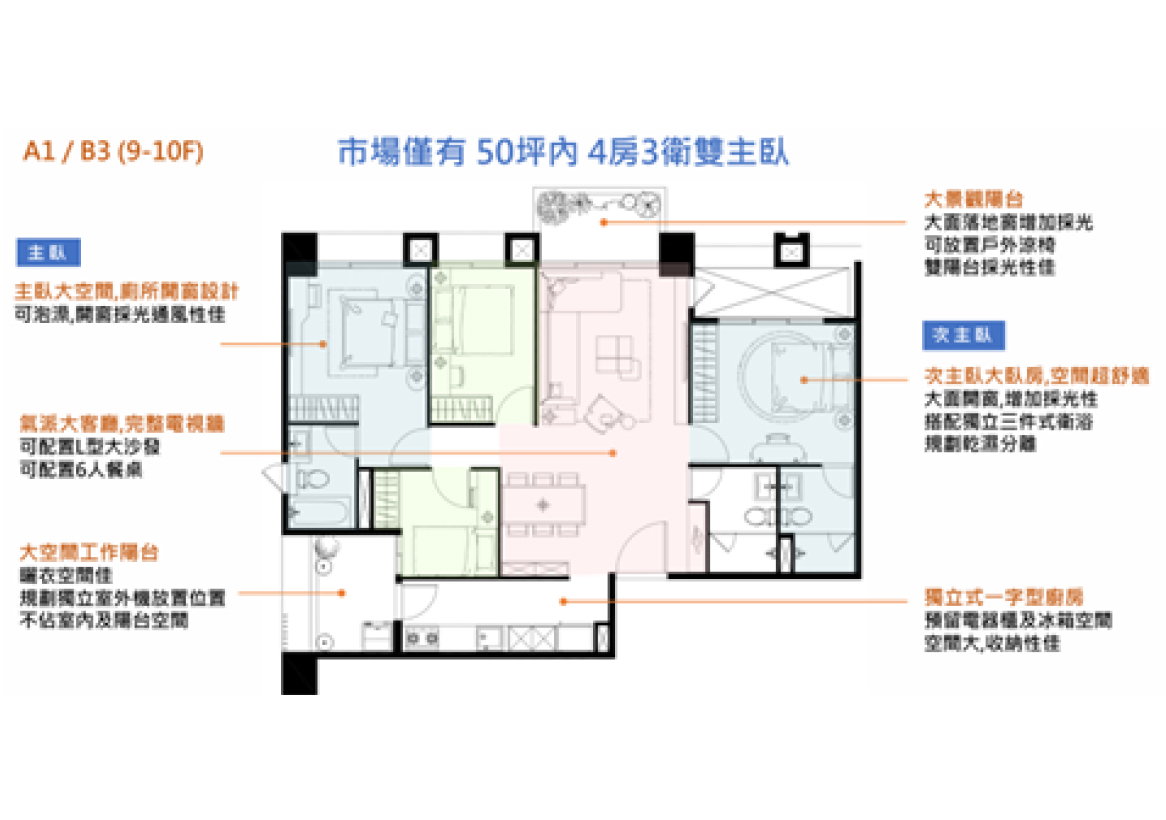 A1 / B3 (9-10F)
市場僅有 50坪內 4房3衛雙主臥
主臥
主臥大空間,廁所開窗設計
可泡湯,開窗採光通風性佳
氣派大客廳,完整電視牆
可配置L型大沙發
可配置6人餐桌
大空間工作陽台
曬衣空間佳
規劃獨立室外機放置位置
不佔室內及陽台空間
大景觀陽台
大面落地窗增加採光
可放置戶外涼椅
雙陽台採光性佳
次主臥
次主臥大臥房,空間超舒適
大面開窗,增加採光性
搭配獨立三件式衛浴
規劃乾濕分離
獨立式一字型廚房
預留電器櫃及冰箱空間
空間大,收納性佳